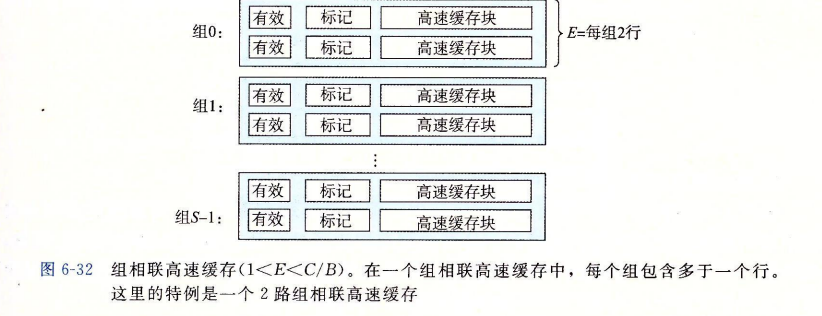 组0: 有效 标记 高速缓存块
有效 标记 高速缓存块
E=每组2行
组1: 有效 标记 高速缓存块
有效 标记 高速缓存块
⋮
组S-1: 有效 标记 高速缓存块
有效 标记 高速缓存块
图 6-32 组相联高速缓存(1<E<C/B)。在一个组相联高速缓存中，每个组包含多于一个行。
这里的特例是一个 2 路组相联高速缓存